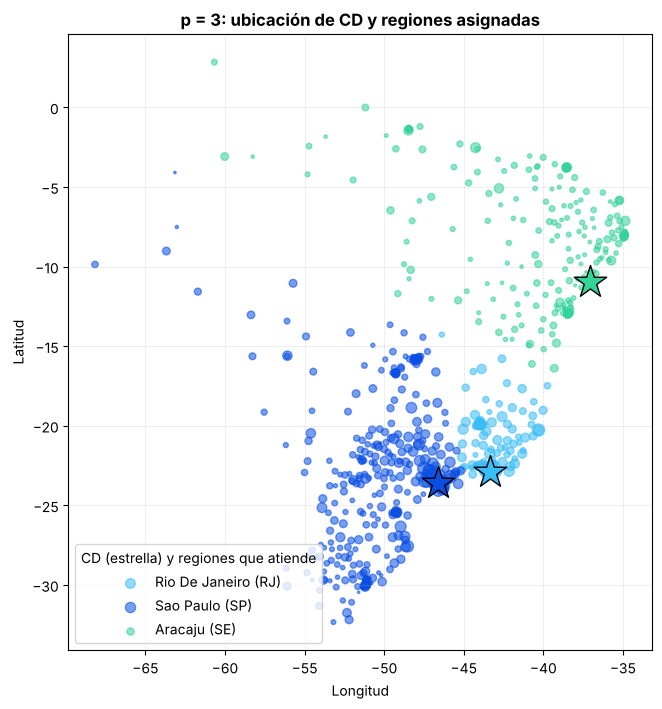 p = 3: ubicación de CD y regiones asignadas
0
−5
−10
−15
−20
−25
−30
Latitud
CD (estrella) y regiones que atiende
Rio De Janeiro (RJ)
Sao Paulo (SP)
Aracaju (SE)
−65 −60 −55 −50 −45 −40 −35
Longitud